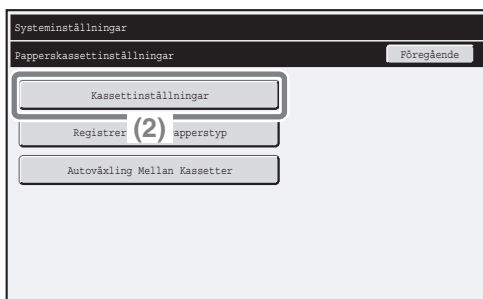 Systeminställningar
Papperskassettinställningar
Föregående
Kassettinställningar
Registrer
(2)
apperstyp
Autoväxling Mellan Kassetter